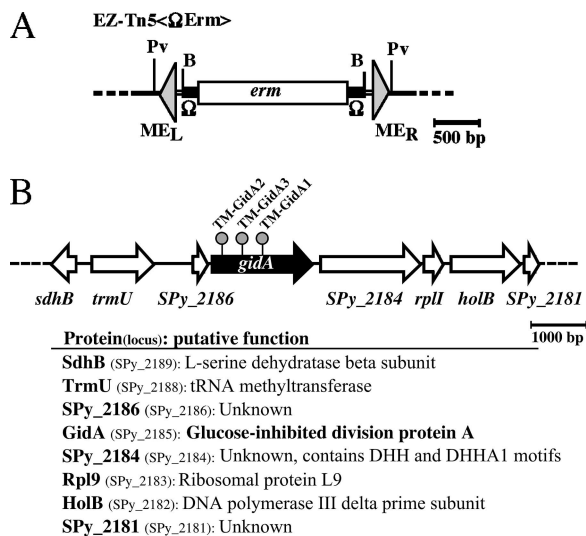 A
EZ-Tn5<ΩErm>
Pv B B Pv
erm
Ω Ω
MEL MER
500 bp
B
TM-GidA2
TM-GidA3
TM-GidA1
gidA
sdhB trmU SPy_2186 SPy_2184 rplI holB SPy_2181
1000 bp
Protein(locus): putative function
SdhB (SPy_2189): L-serine dehydratase beta subunit
TrmU (SPy_2188): tRNA methyltransferase
SPy_2186 (SPy_2186): Unknown
GidA (SPy_2185): Glucose-inhibited division protein A
SPy_2184 (SPy_2184): Unknown, contains DHH and DHHA1 motifs
Rpl9 (SPy_2183): Ribosomal protein L9
HolB (SPy_2182): DNA polymerase III delta prime subunit
SPy_2181 (SPy_2181): Unknown